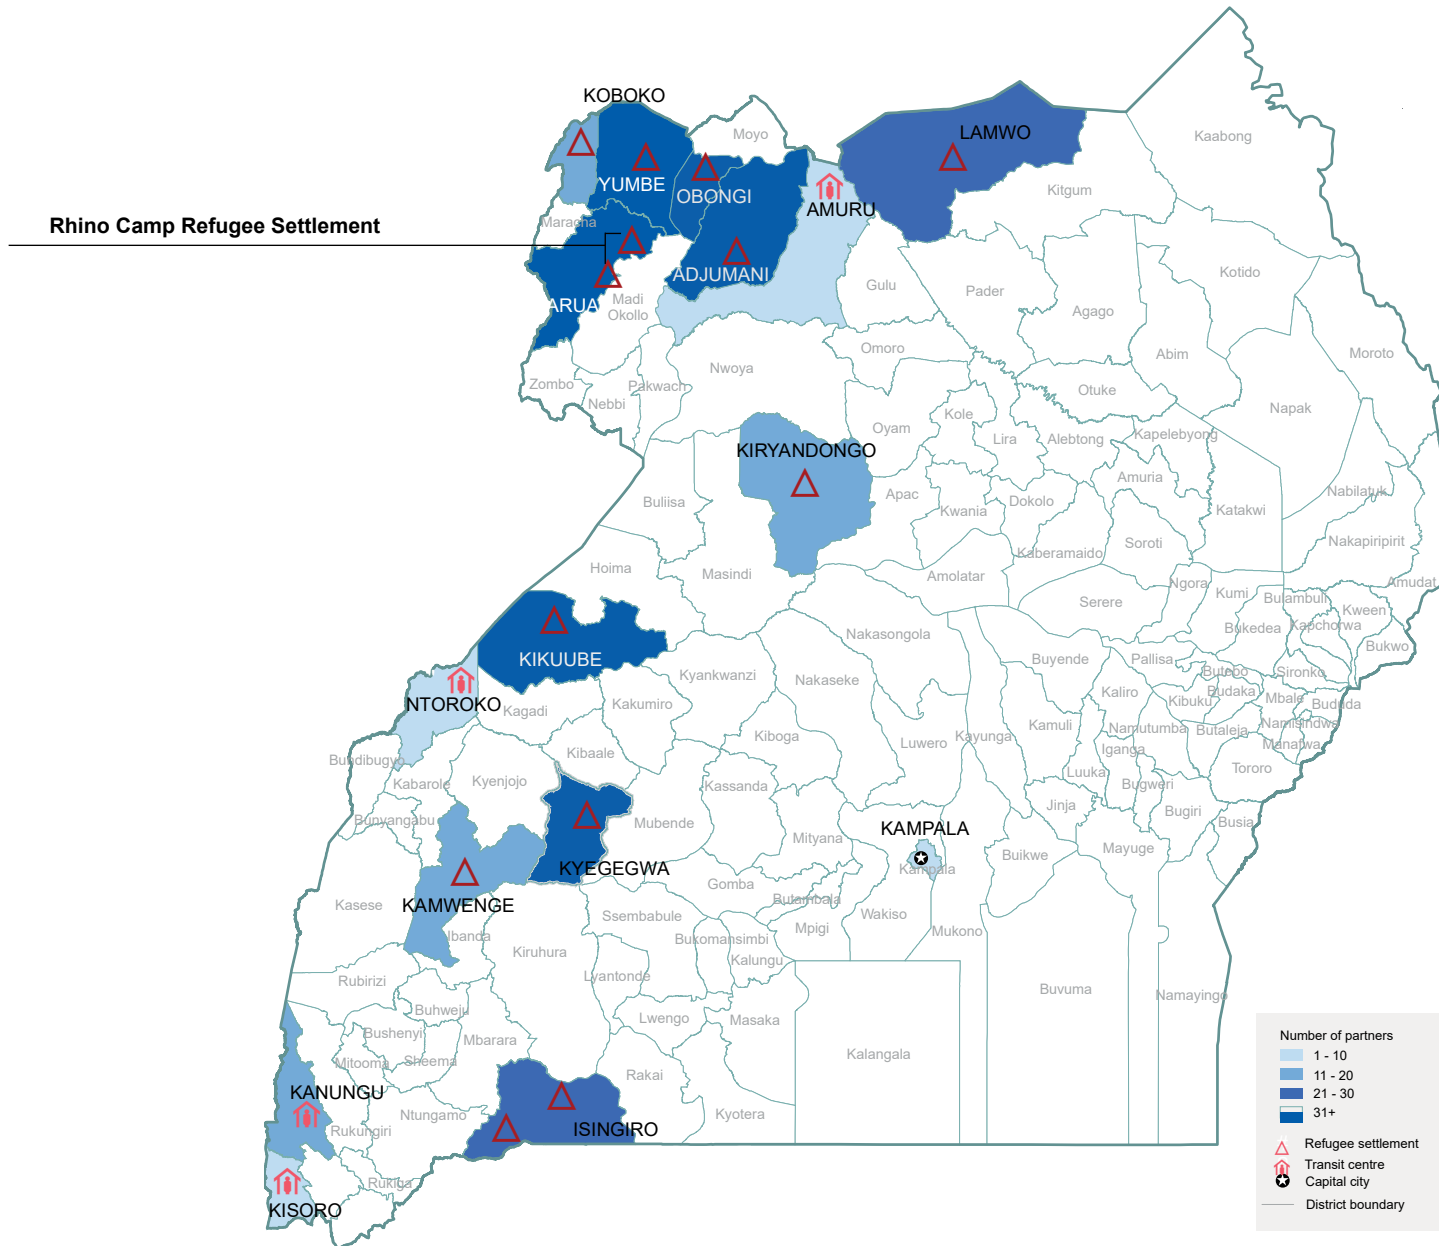 KOBOKO
Moyo
LAMWO
Kaabong
YUMBE
OBONGI
Kitgum
AMURU
Rhino Camp Refugee Settlement
Maracha
ADJUMANI
Kotido
Gulu
Pader
ARUA
Madi
Okollo
Agago
Omoro
Abim
Moroto
Nwoya
Zombo
Pakwach
Nebbi
Otuke
Napak
Kole
Oyam
Lira
Alebtong
Kapelebyong
KIRYANDONGO
Amuria
Apac
Buliisa
Kwania
Dokolo
Katakwi
Nabilatuk
Soroti
Nakapiripirit
Kaberamaido
Hoima
Masindi
Amolatar
Ngora
Amudat
Serere
Kumi
Bulambuli
Kween
Kapchorwa
Bukedea
Nakasongola
Bukwo
KIKUUBE
Buyende
Pallisa
Kyankwanzi
Nakaseke
Butebo
Sironko
NTOROKO
Kagadi
Kakumiro
Kaliro
Kibuku
Budaka
Mbale
Bududa
Kiboga
Kamuli
Namutumba
Butaleja
Namisindwa
Luwero
Kayunga
Bundibugyo
Kibaale
Iganga
Manafwa
Kabarole
Kyenjojo
Kassanda
Luuka
Bugweri
Tororo
Bunyangabu
Mubende
Mityana
KAMPALA
Jinja
Bugiri
Busia
KYEGEGWA
Kampala
Buikwe
Mayuge
KAMWENGE
Gomba
Butambala
Kasese
Ssembabule
Wakiso
Ibanda
Kiruhura
Bukomansimbi
Mpigi
Mukono
Kalungu
Lyantonde
Rubirizi
Buvuma
Namayingo
Buhweju
Lwengo
Masaka
Bushenyi
Mbarara
Mitooma
Sheema
Kalangala
Rakai
KANUNGU
Ntungamo
Kyotera
Rukungiri
ISINGIRO
Rukiga
KISORO
Number of partners
1 - 10
11 - 20
21 - 30
31+
Refugee settlement
Transit centre
Capital city
District boundary